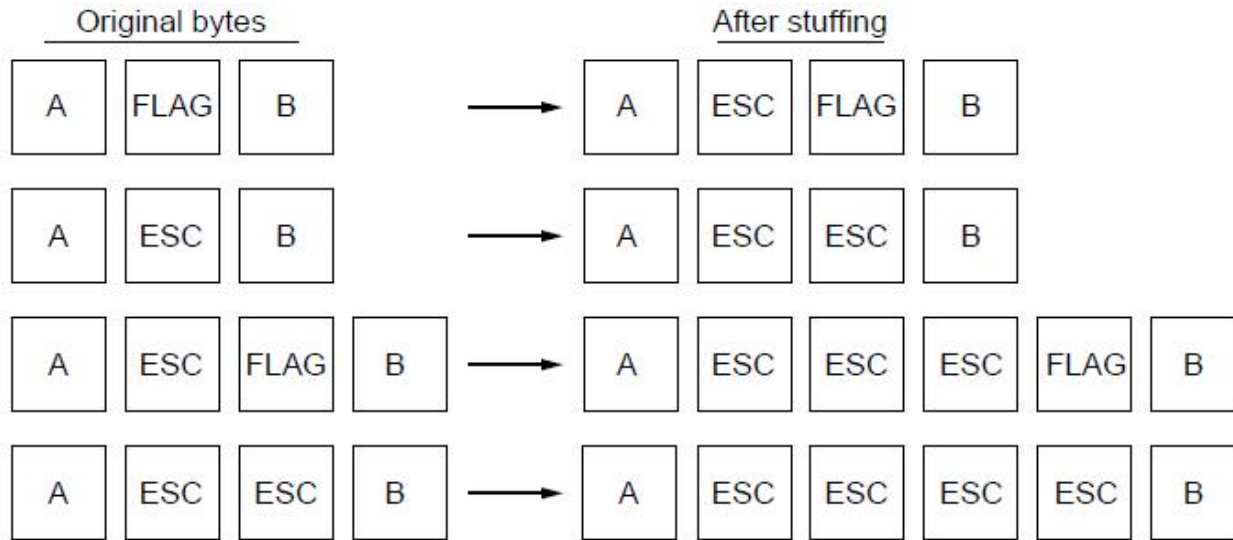 Original bytes After stuffing
A FLAG B A ESC FLAG B
A ESC B A ESC ESC B
A ESC FLAG B A ESC ESC ESC FLAG B
A ESC ESC B A ESC ESC ESC ESC B